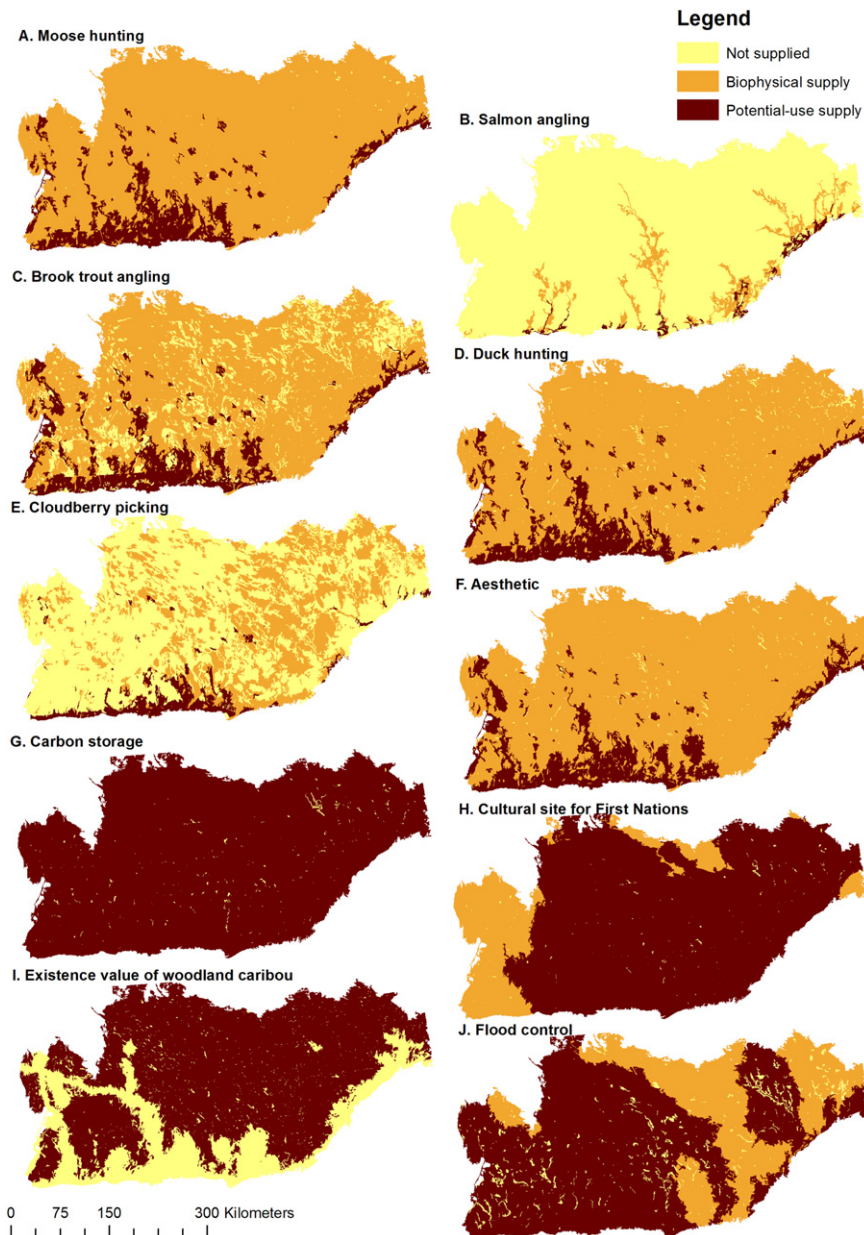 Legend
Not supplied
Biophysical supply
Potential-use supply
A. Moose hunting
B. Salmon angling
C. Brook trout angling
D. Duck hunting
E. Cloudberry picking
F. Aesthetic
G. Carbon storage
H. Cultural site for First Nations
I. Existence value of woodland caribou
J. Flood control
0 75 150 300 Kilometers